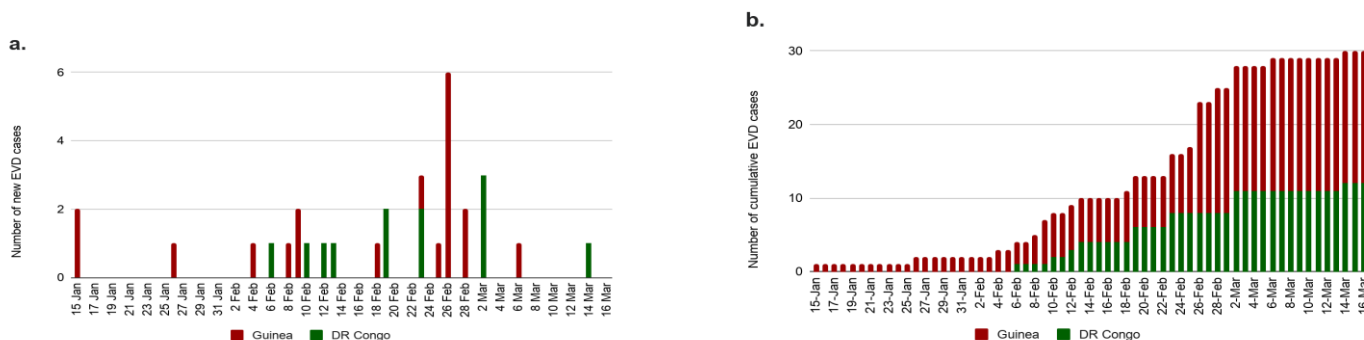 a.
Number of new EVD cases
6
4
2
0
15 Jan
17 Jan
19 Jan
21 Jan
23 Jan
25 Jan
27 Jan
29 Jan
31 Jan
2 Feb
4 Feb
6 Feb
8 Feb
10 Feb
12 Feb
14 Feb
16 Feb
18 Feb
20 Feb
22 Feb
24 Feb
26 Feb
28 Feb
2 Mar
4 Mar
6 Mar
8 Mar
10 Mar
12 Mar
14 Mar
16 Mar
Guinea DR Congo
b.
Number of cumulative EVD cases
30
20
10
0
15-Jan
17-Jan
19-Jan
21-Jan
23-Jan
25-Jan
27-Jan
29-Jan
31-Jan
2-Feb
4-Feb
6-Feb
8-Feb
10-Feb
12-Feb
14-Feb
16-Feb
18-Feb
20-Feb
22-Feb
24-Feb
26-Feb
28-Feb
2-Mar
4-Mar
6-Mar
8-Mar
10-Mar
12-Mar
14-Mar
16-Mar
Guinea DR Congo